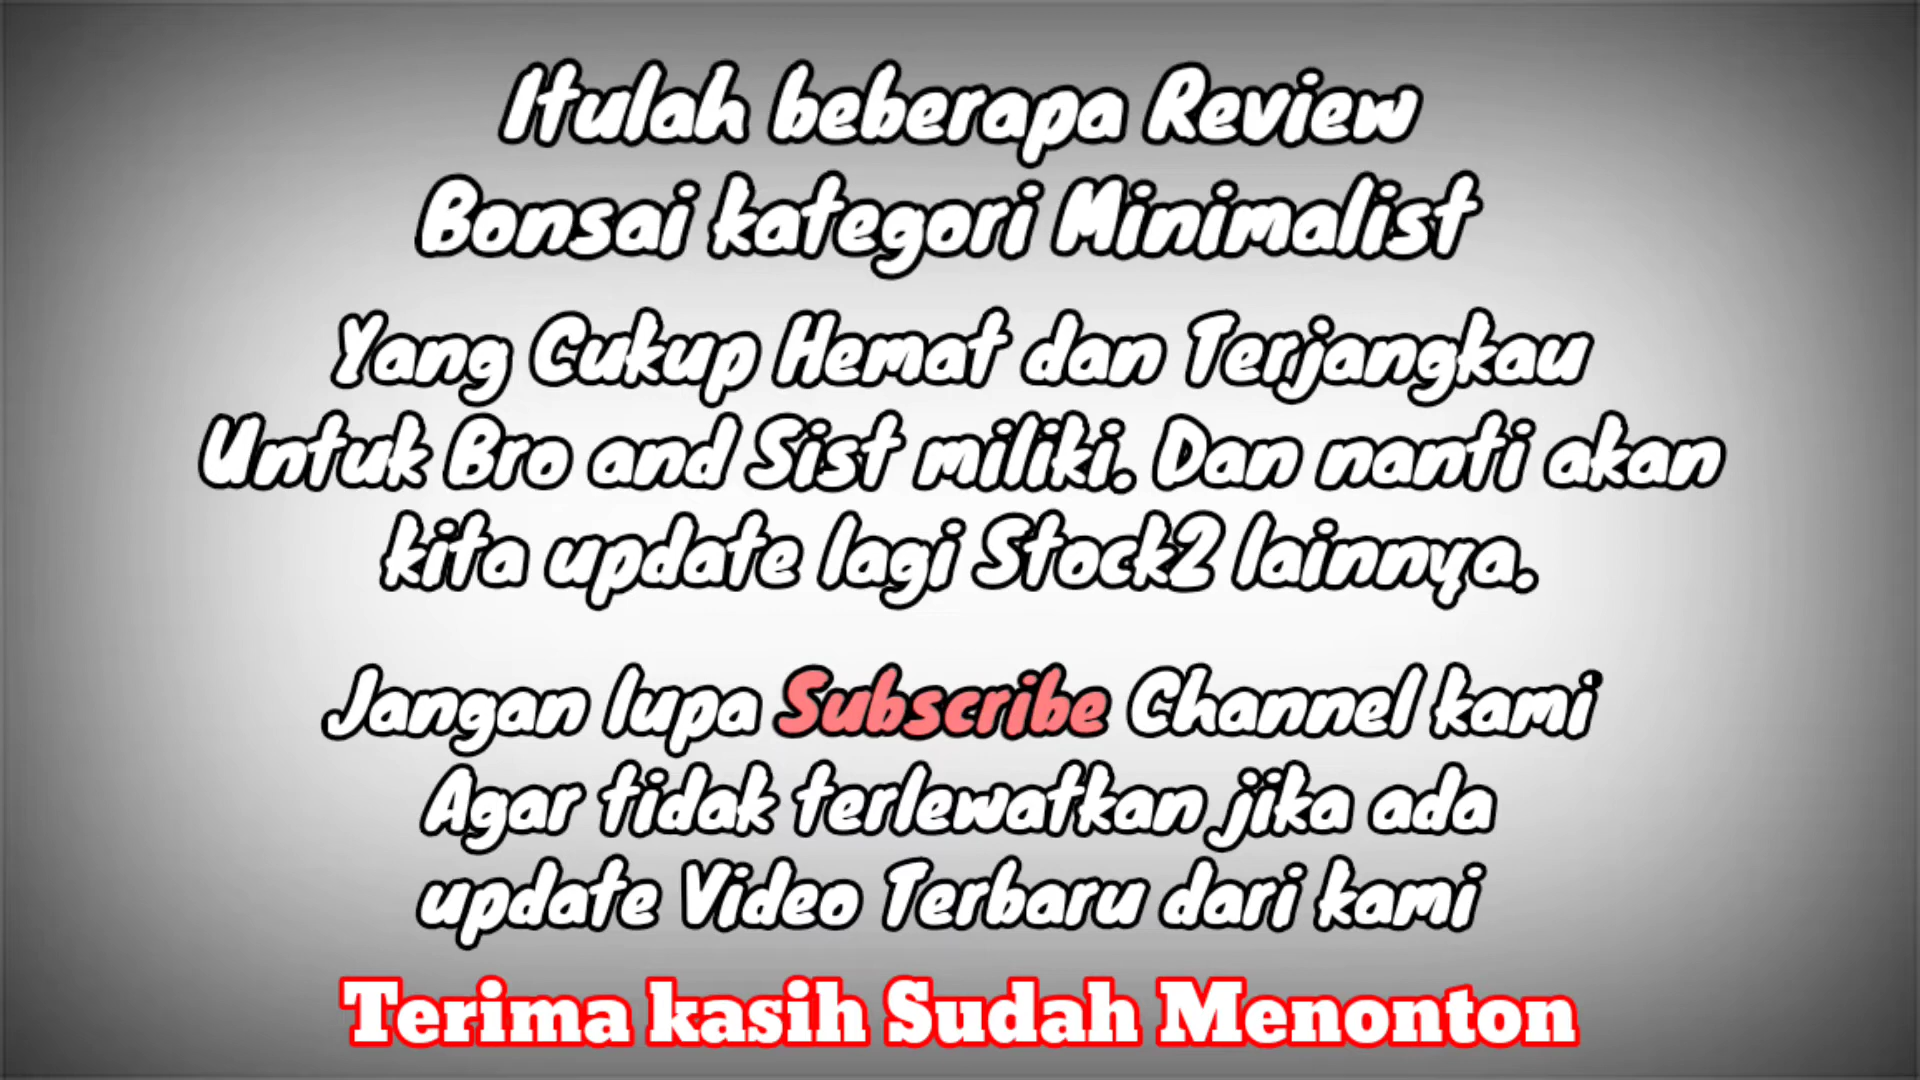 Itulah beberapa Review
Bonsai kategori Minimalist
Yang Cukup Hemat dan Terjangkau
Untuk Bro and Sist miliki. Dan nanti akan
kita update lagi Stock2 lainnya.
Jangan lupa Subscribe Channel kami
Agar tidak terlewatkan jika ada
update Video Terbaru dari kami
Terima kasih Sudah Menonton